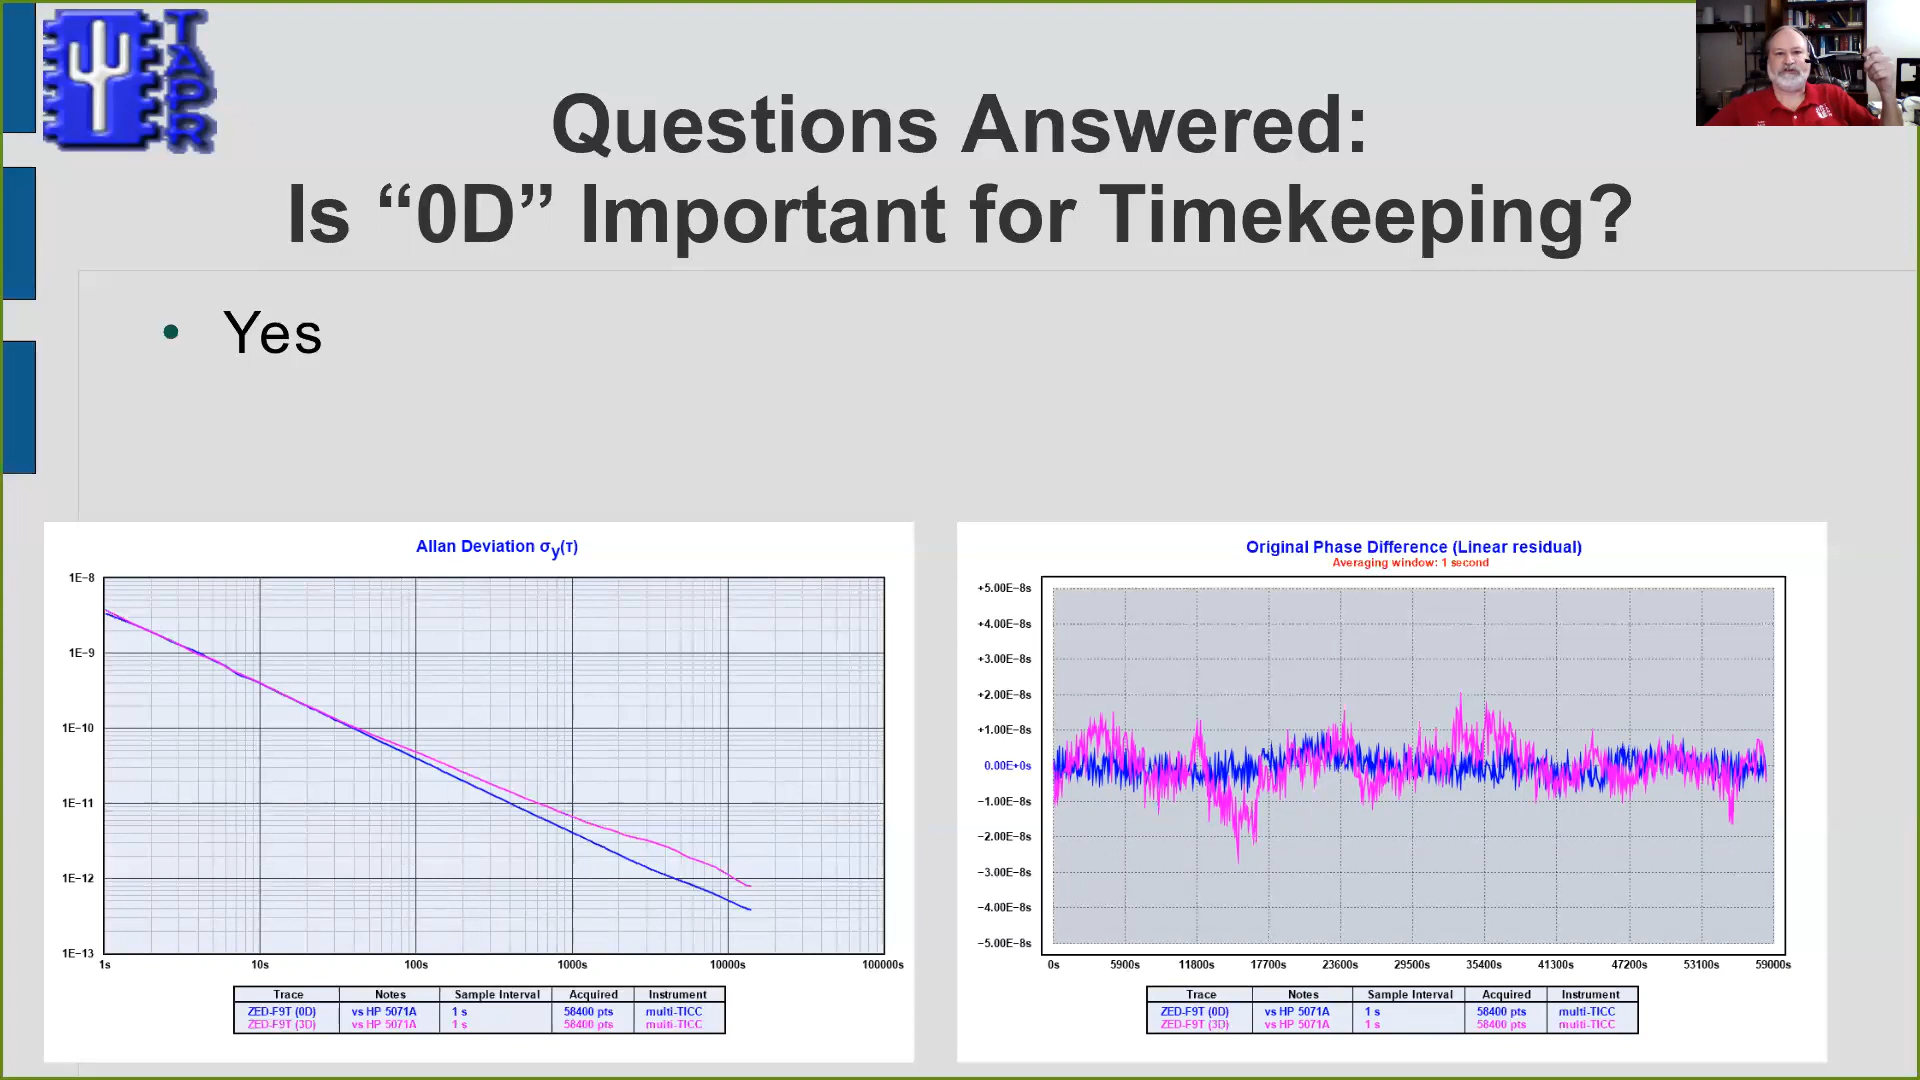 TAPR
Questions Answered:
Is “0D” Important for Timekeeping?
• Yes
Allan Deviation σy(τ)
1E-8
1E-9
1E-10
1E-11
1E-12
1E-13
1s 10s 100s 1000s 10000s 100000s
Trace Notes Sample Interval Acquired Instrument
ZED-F9T (0D) vs HP 5071A 1 s 58400 pts multi-TICC
ZED-F9T (3D) vs HP 5071A 1 s 58400 pts multi-TICC
Original Phase Difference (Linear residual)
Averaging window: 1 second
+5.00E-8s
+4.00E-8s
+3.00E-8s
+2.00E-8s
+1.00E-8s
0.00E+0s
-1.00E-8s
-2.00E-8s
-3.00E-8s
-4.00E-8s
-5.00E-8s
0s 5900s 11800s 17700s 23600s 29500s 35400s 41300s 47200s 53100s 59000s
Trace Notes Sample Interval Acquired Instrument
ZED-F9T (0D) vs HP 5071A 1 s 58400 pts multi-TICC
ZED-F9T (3D) vs HP 5071A 1 s 58400 pts multi-TICC